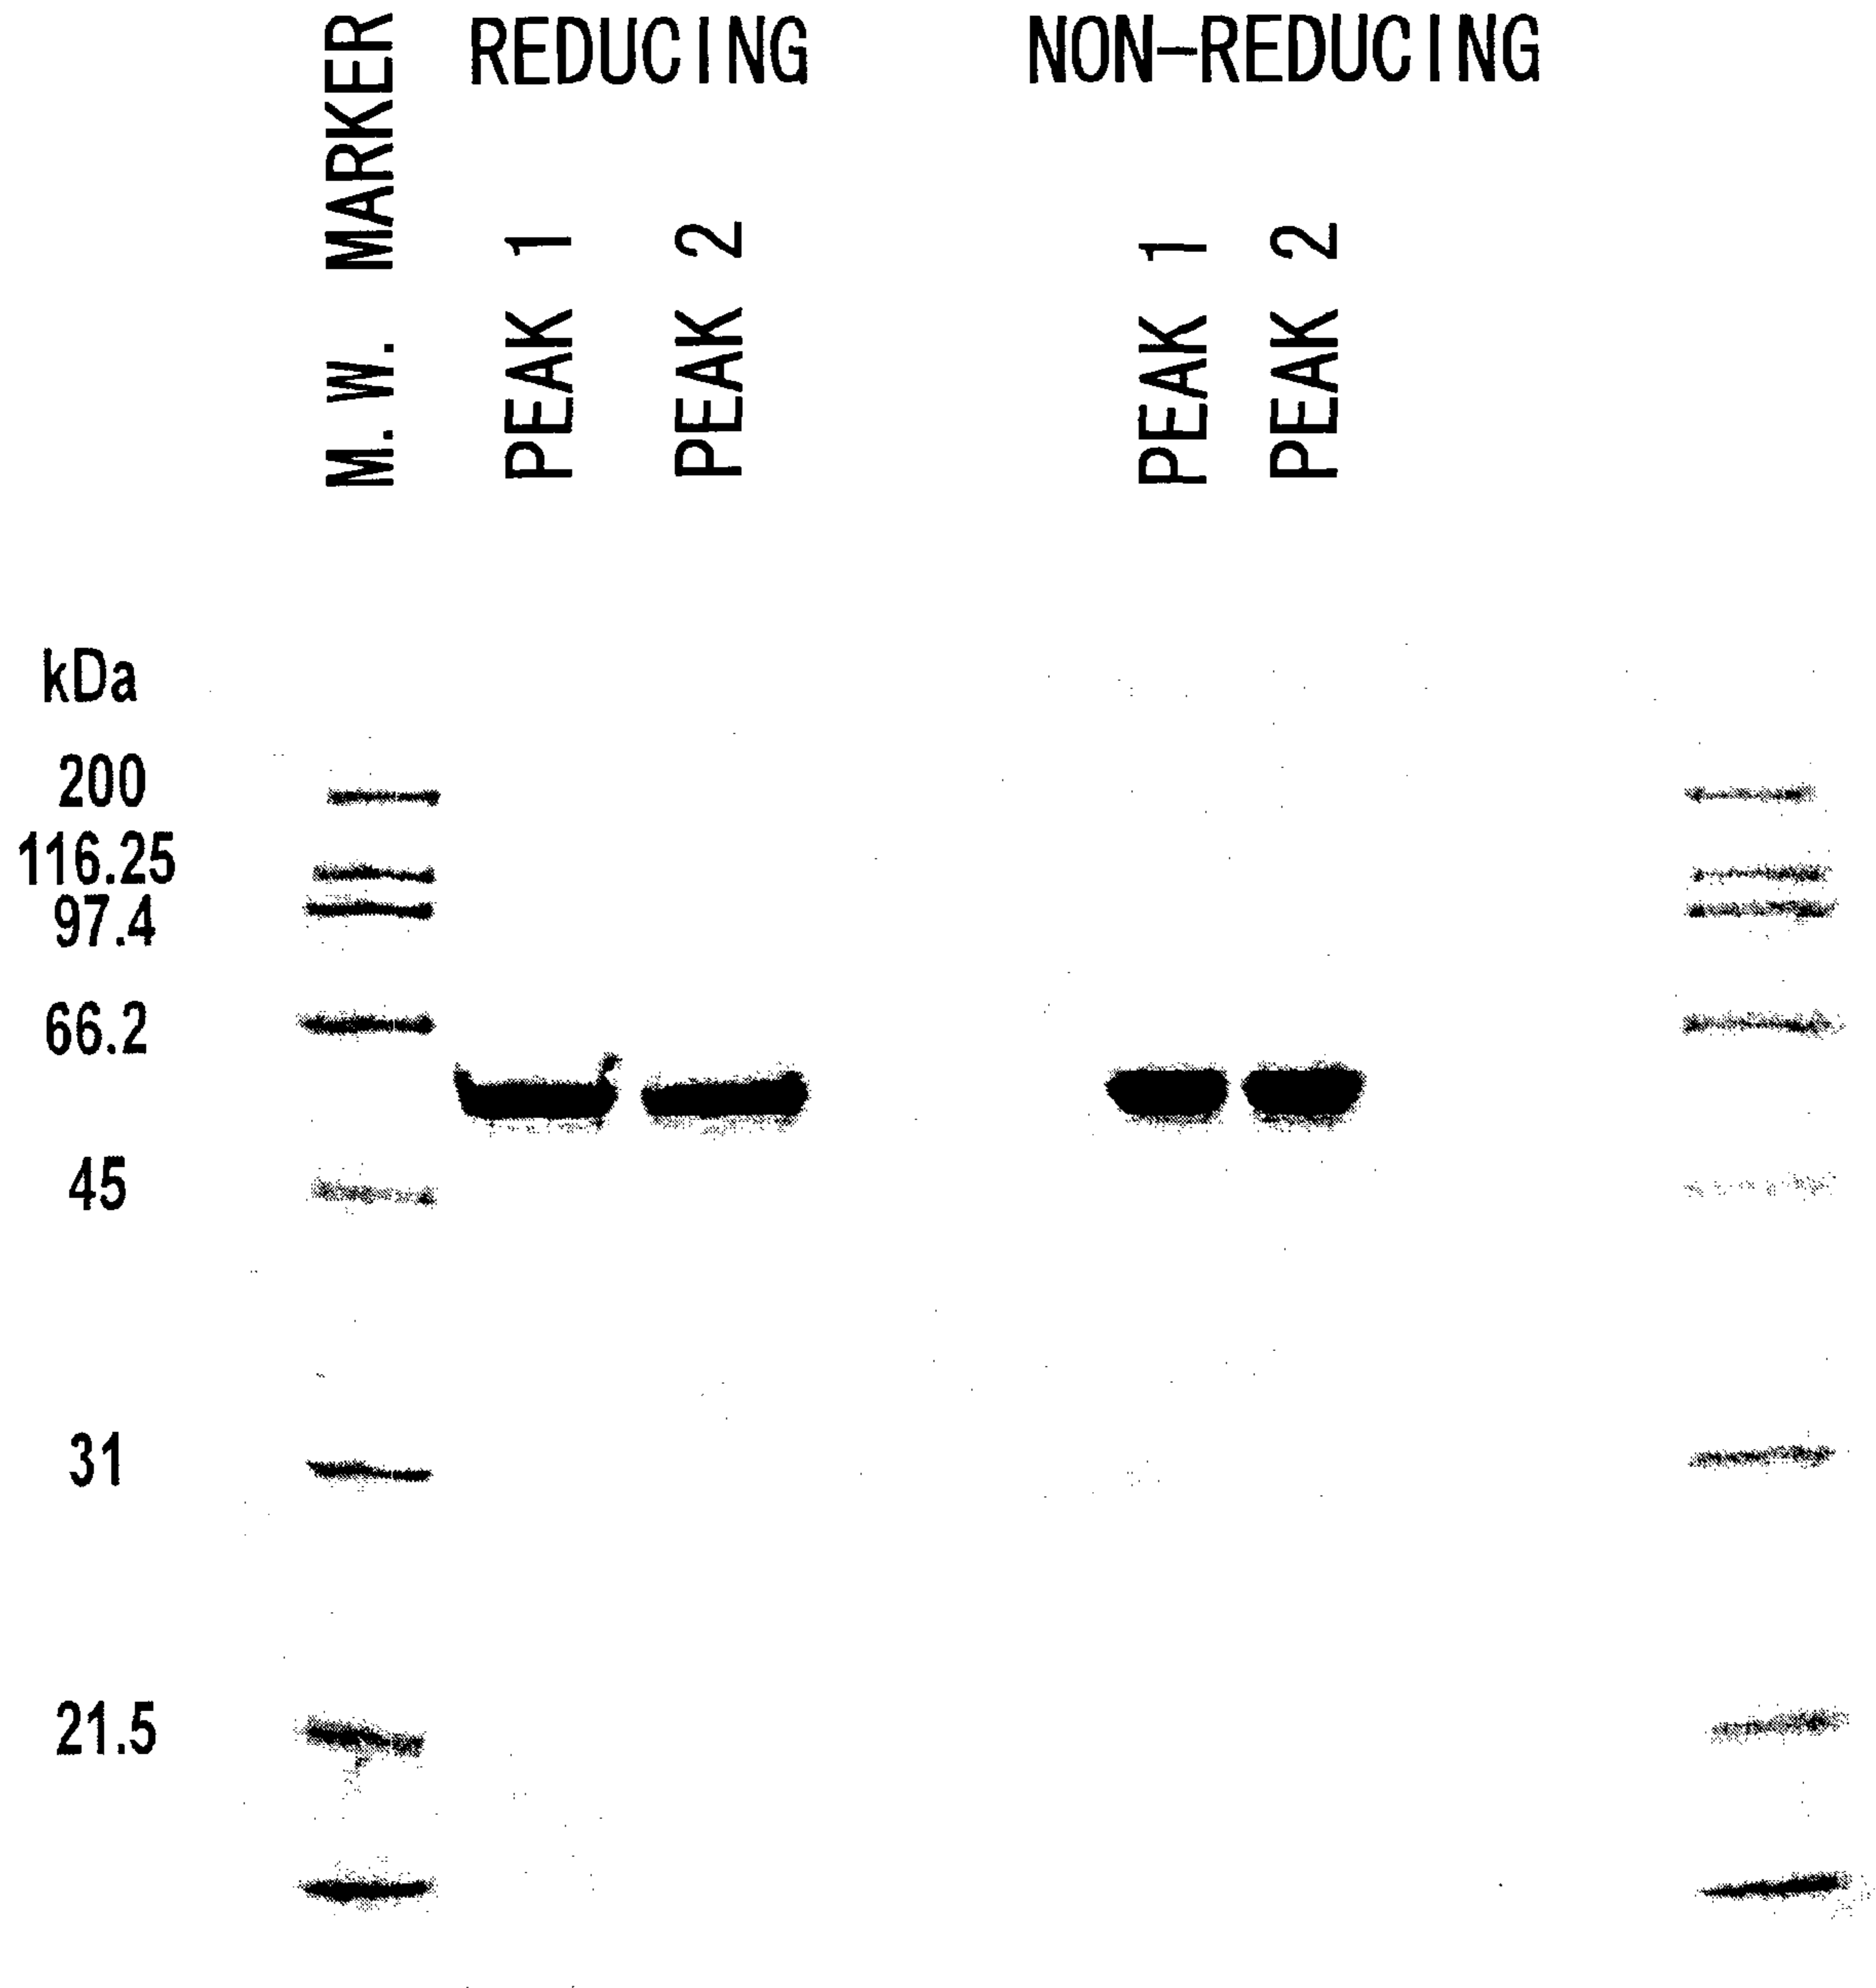 REDUCING NON-REDUCING
M.W. MARKER
PEAK 1
PEAK 2
PEAK 1
PEAK 2
kDa
200
116.25
97.4
66.2
45
31
21.5